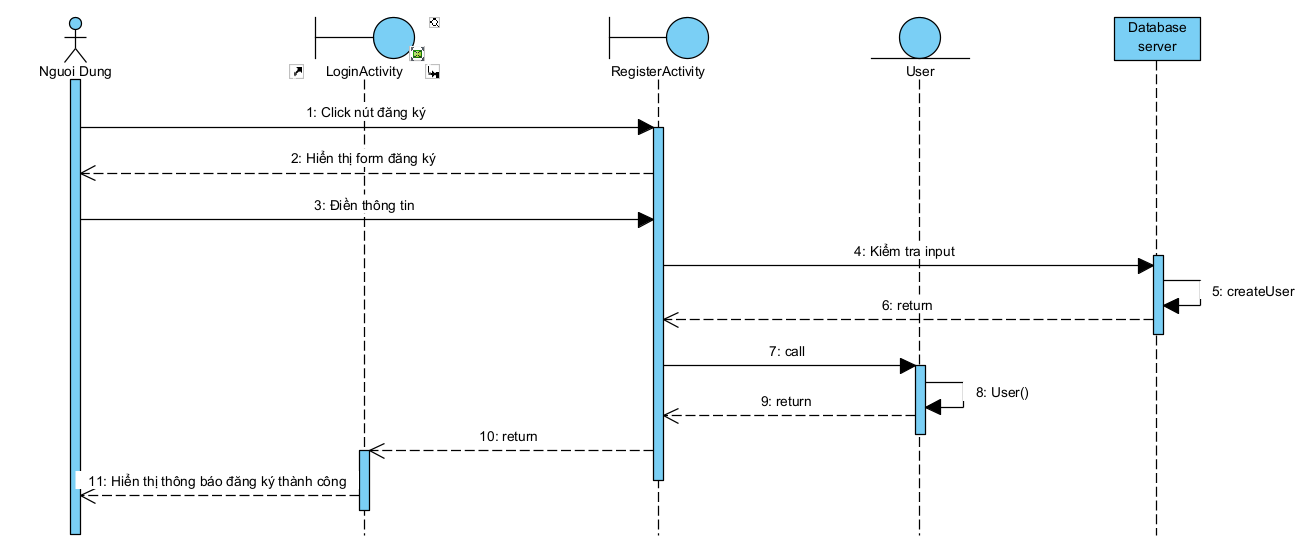 Database
server
Nguoi Dung
LoginActivity
RegisterActivity
User
1: Click nút đăng ký
2: Hiển thị form đăng ký
3: Điền thông tin
4: Kiểm tra input
5: createUser
6: return
7: call
8: User()
9: return
10: return
11: Hiển thị thông báo đăng ký thành công